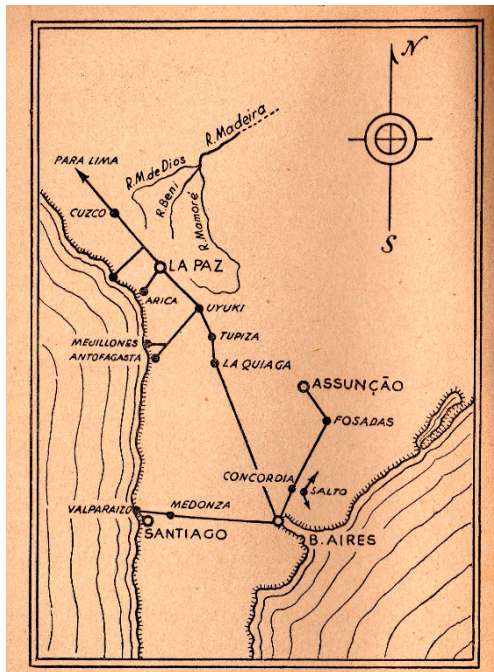 N
R. Madeira
PARA LIMA
R.M. de Dios
R. Beni
R. Mamoré
CUZCO
LA PAZ
ARICA
UYUKI
TUPIZA
MEJILLONES
ANTOFAGASTA
LA QUIAGA
ASSUNÇÃO
FOSADAS
CONCORDIA
SALTO
VALPARAIZO
MEDONZA
SANTIAGO
B. AIRES
S